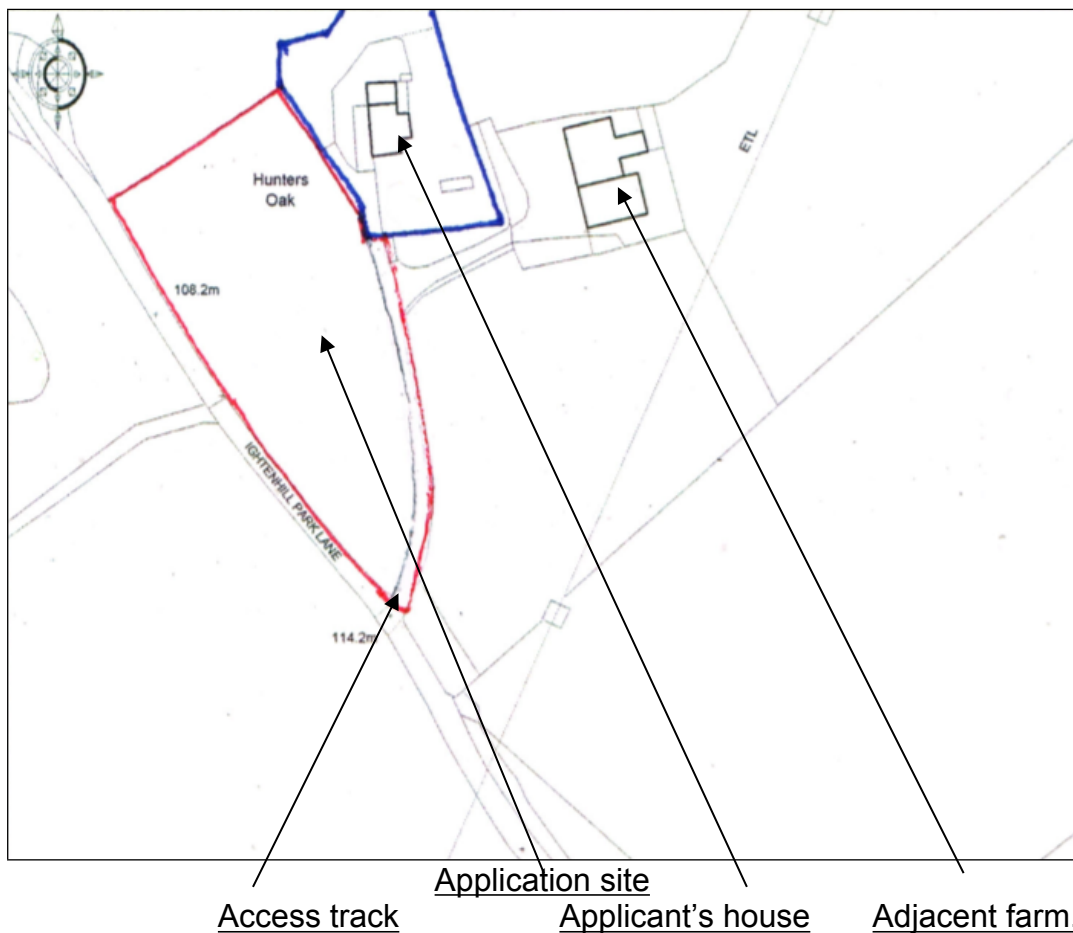 Hunters
Oak
ETL
108.2m
IGHTENHILL PARK LANE
114.2m
Application site
Access track
Applicant's house
Adjacent farm.